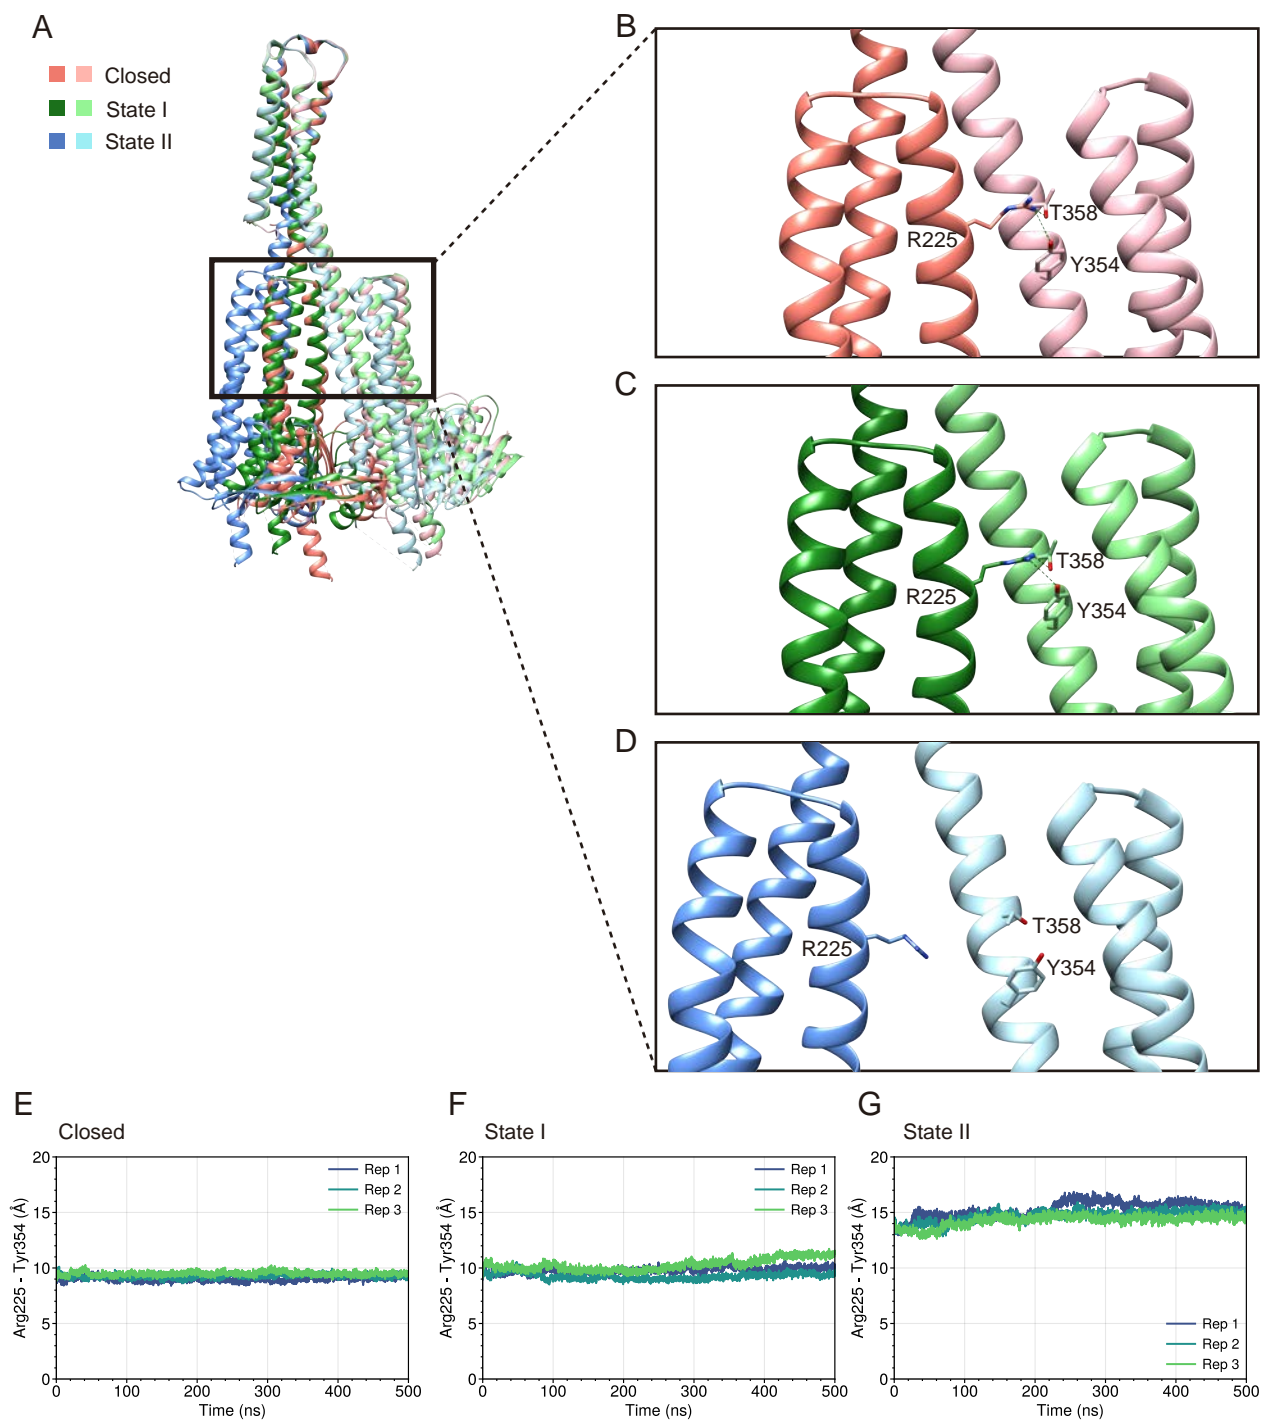 A
Closed
State I
State II
B
R225
T358
Y354
C
R225
T358
Y354
D
R225
T358
Y354
E
Closed
Arg225 - Tyr354 (Å)
20
15
10
5
0
Rep 1
Rep 2
Rep 3
0 100 200 300 400 500
Time (ns)
F
State I
Arg225 - Tyr354 (Å)
20
15
10
5
0
Rep 1
Rep 2
Rep 3
0 100 200 300 400 500
Time (ns)
G
State II
Arg225 - Tyr354 (Å)
20
15
10
5
0
Rep 1
Rep 2
Rep 3
0 100 200 300 400 500
Time (ns)